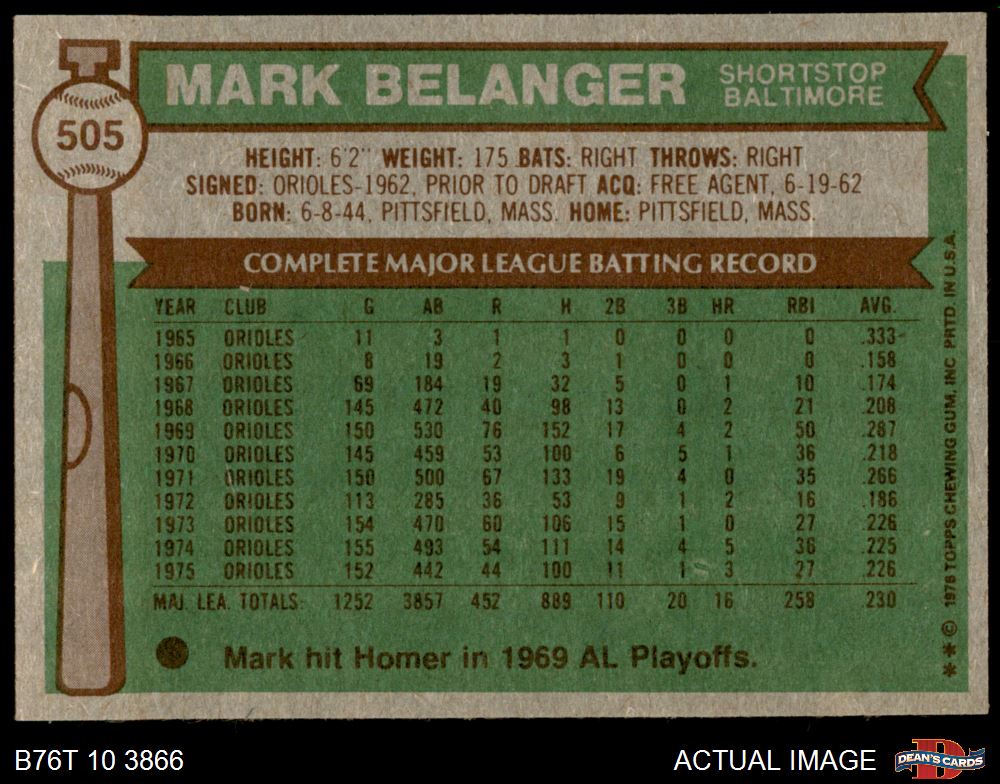 505
MARK BELANGER
SHORTSTOP
BALTIMORE
HEIGHT: 6'2" WEIGHT: 175 BATS: RIGHT THROWS: RIGHT
SIGNED: ORIOLES-1962, PRIOR TO DRAFT ACQ: FREE AGENT, 6-19-62
BORN: 6-8-44, PITTSFIELD, MASS. HOME: PITTSFIELD, MASS.
COMPLETE MAJOR LEAGUE BATTING RECORD
YEAR CLUB G AB R H 2B 3B HR RBI AVG.
1965 ORIOLES 11 3 1 1 0 0 0 0 .333
1966 ORIOLES 8 19 2 3 1 0 0 0 .158
1967 ORIOLES 69 184 19 32 5 0 1 10 .174
1968 ORIOLES 145 472 40 98 13 0 2 21 .208
1969 ORIOLES 150 530 76 152 17 4 2 50 .287
1970 ORIOLES 145 459 53 100 6 5 1 36 .218
1971 ORIOLES 150 500 67 133 19 4 0 35 .266
1972 ORIOLES 113 285 36 53 9 1 2 16 .186
1973 ORIOLES 154 470 60 106 15 1 0 27 .226
1974 ORIOLES 155 493 54 111 14 4 5 36 .225
1975 ORIOLES 152 442 44 100 11 1 3 27 .226
MAJ. LEA. TOTALS: 1252 3857 452 889 110 20 16 258 .230
Mark hit Homer in 1969 AL Playoffs.
** © 1976 TOPPS CHEWING GUM, INC PRTD. IN U.S.A.
B76T 10 3866
ACTUAL IMAGE
D
DEAN'S CARDS